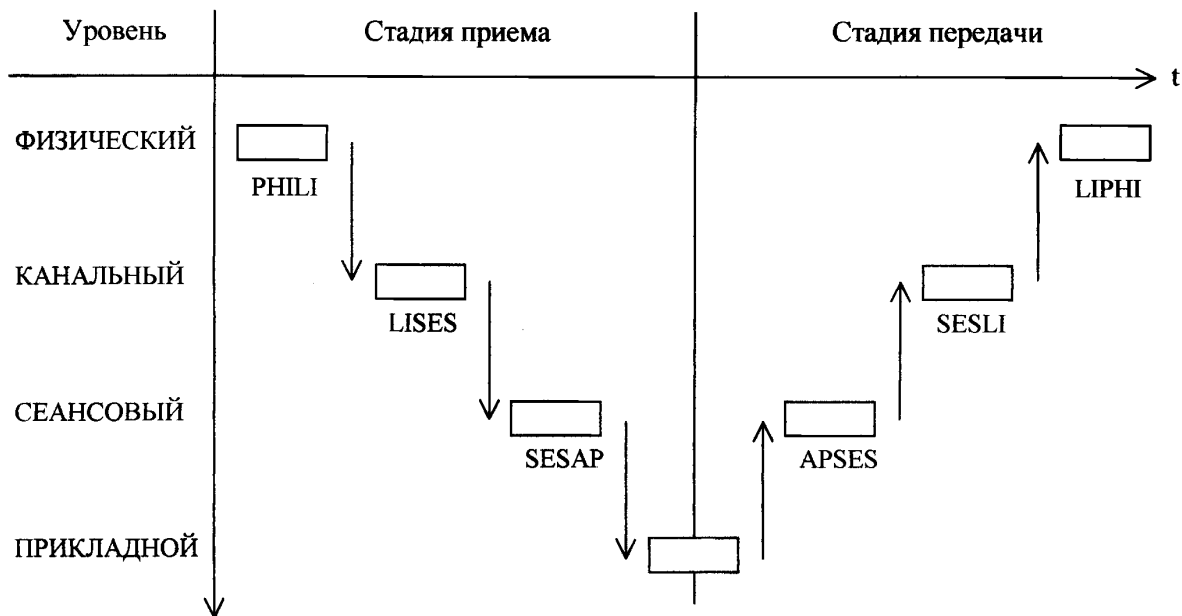 Уровень Стадия приема Стадия передачи
t
ФИЗИЧЕСКИЙ
PHILI LIPHI
КАНАЛЬНЫЙ
LISES SESLI
СЕАНСОВЫЙ
SESAP APSES
ПРИКЛАДНОЙ